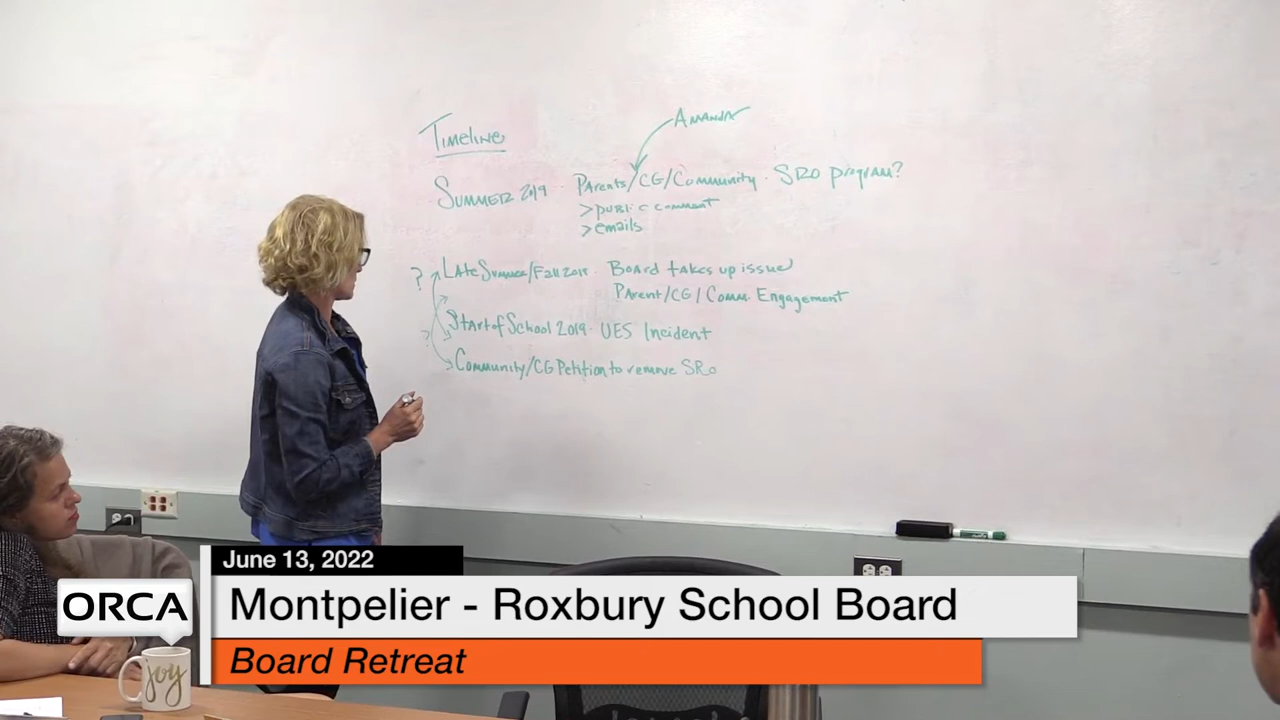 Amanda
Timeline
Summer 2019 · Parents/CG/Community · SRO program?
>public comment
>emails
? Late Summer/Fall 2019 · Board takes up issue
Parent/CG/Comm. Engagement
? Start of School 2019 · UES Incident
Community/CG Petition to remove SRO
June 13, 2022
ORCA
Montpelier - Roxbury School Board
Board Retreat
joy